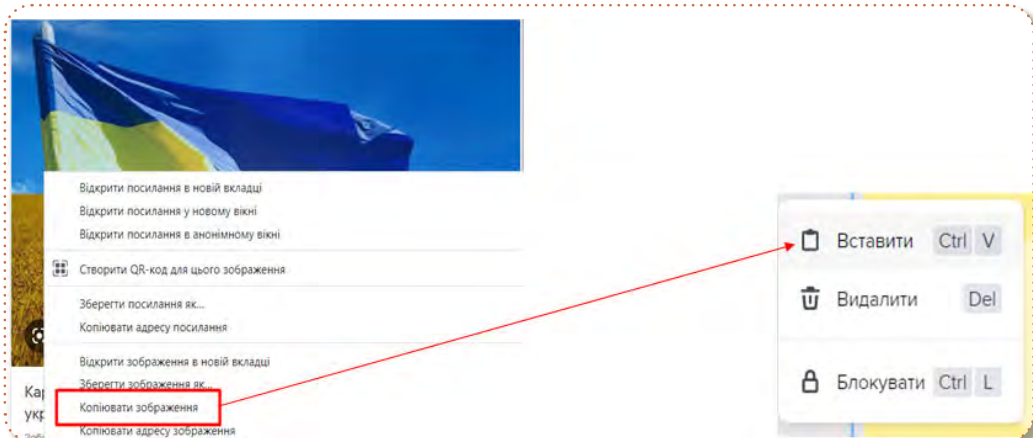 Відкрити посилання в новій вкладці
Відкрити посилання у новому вікні
Відкрити посилання в анонімному вікні
Створити QR-код для цього зображення
Зберегти посилання як...
Копіювати адресу посилання
Відкрити зображення в новій вкладці
Зберегти зображення як...
Копіювати зображення
Копіювати адресу зображення
Вставити Ctrl V
Видалити Del
Блокувати Ctrl L